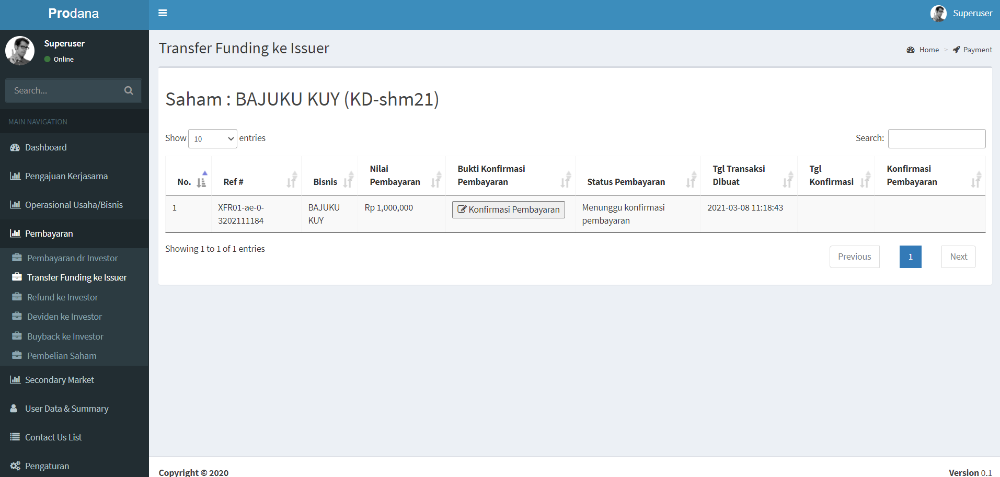 Prodana
Superuser
Superuser
Online
Search...
MAIN NAVIGATION
Dashboard
Pengajuan Kerjasama
Operasional Usaha/Bisnis
Pembayaran
Pembayaran dr Investor
Transfer Funding ke Issuer
Refund ke Investor
Deviden ke Investor
Buyback ke Investor
Pembelian Saham
Secondary Market
User Data & Summary
Contact Us List
Pengaturan
Transfer Funding ke Issuer
Home > Payment
Saham : BAJUKU KUY (KD-shm21)
Show 10 entries
Search:
No.
Ref #
Bisnis
Nilai
Pembayaran
Bukti Konfirmasi
Pembayaran
Status Pembayaran
Tgl Transaksi
Dibuat
Tgl
Konfirmasi
Konfirmasi
Pembayaran
1
XFR01-ae-0-
3202111184
BAJUKU
KUY
Rp 1,000,000
Konfirmasi Pembayaran
Menunggu konfirmasi
pembayaran
2021-03-08 11:18:43
Showing 1 to 1 of 1 entries
Previous
1
Next
Copyright © 2020
Version 0.1